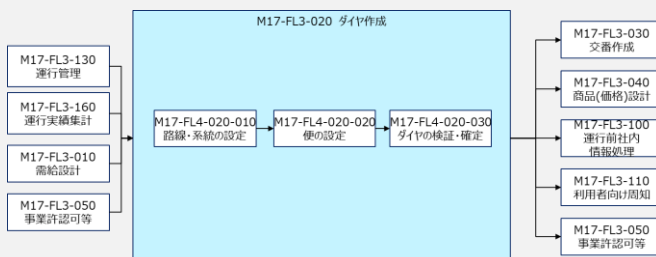 M17-FL3-020 ダイヤ作成
M17-FL3-130
運行管理
M17-FL3-160
運行実績集計
M17-FL3-010
需給設計
M17-FL3-050
事業許認可等
M17-FL4-020-010
路線・系統の設定
M17-FL4-020-020
便の設定
M17-FL4-020-030
ダイヤの検証・確定
M17-FL3-030
交番作成
M17-FL3-040
商品(価格)設計
M17-FL3-100
運行前社内
情報処理
M17-FL3-110
利用者向け周知
M17-FL3-050
事業許認可等